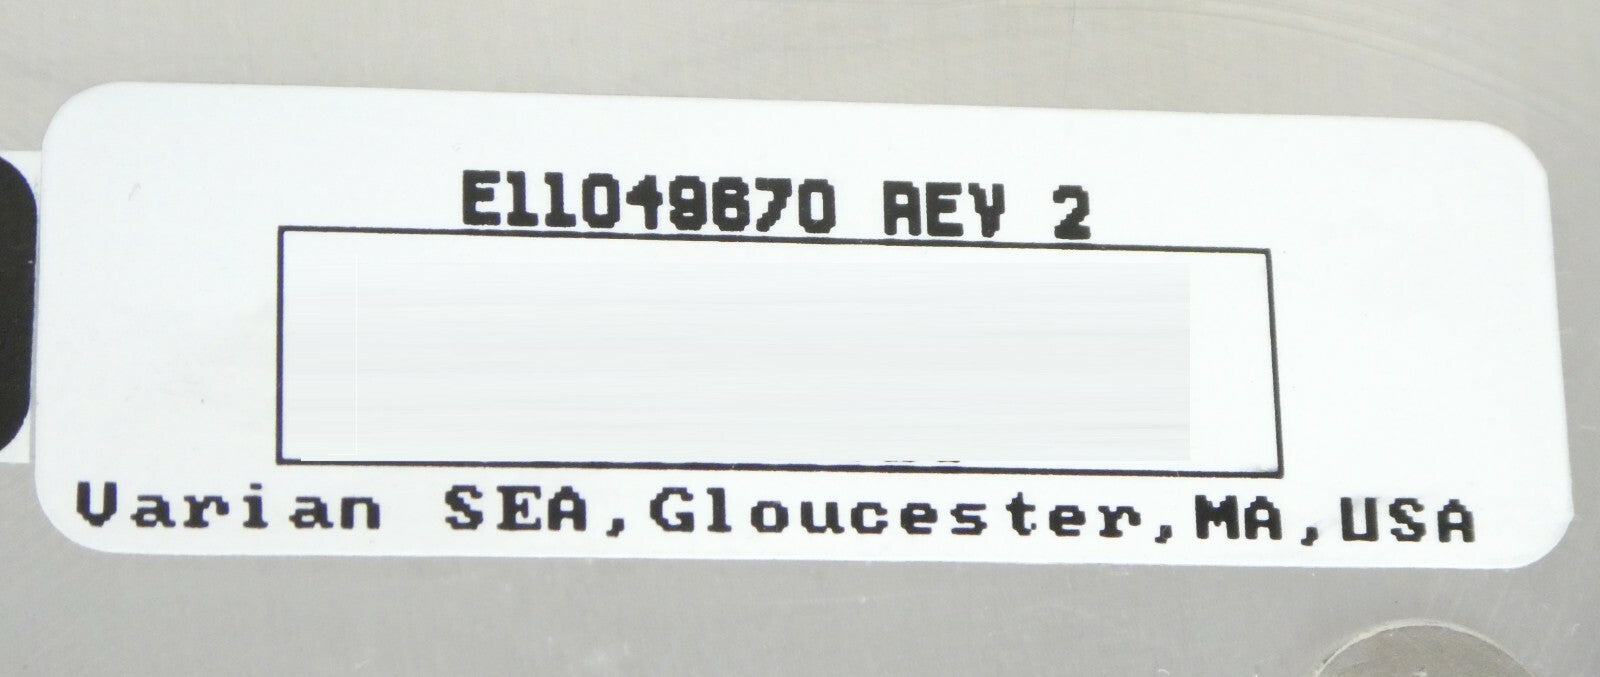 E11049670 REV 2
Varian SEA,Gloucester,MA,USA